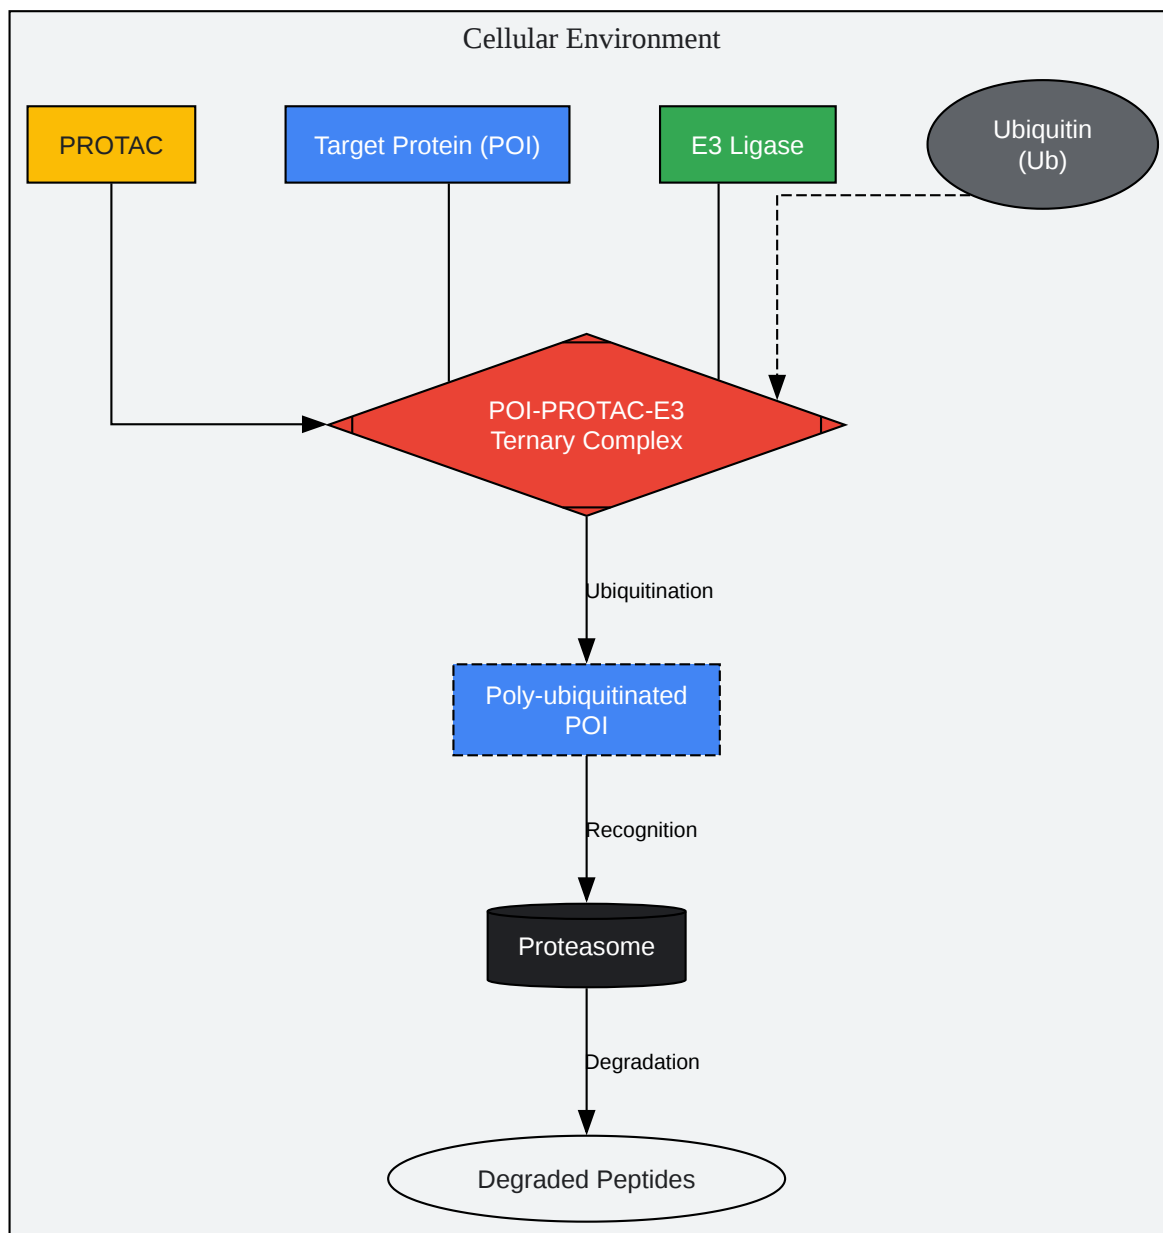 Cellular Environment
PROTAC
Target Protein (POI)
E3 Ligase
Ubiquitin
(Ub)
POI-PROTAC-E3
Ternary Complex
Ubiquitination
Poly-ubiquitinated
POI
Recognition
Proteasome
Degradation
Degraded Peptides